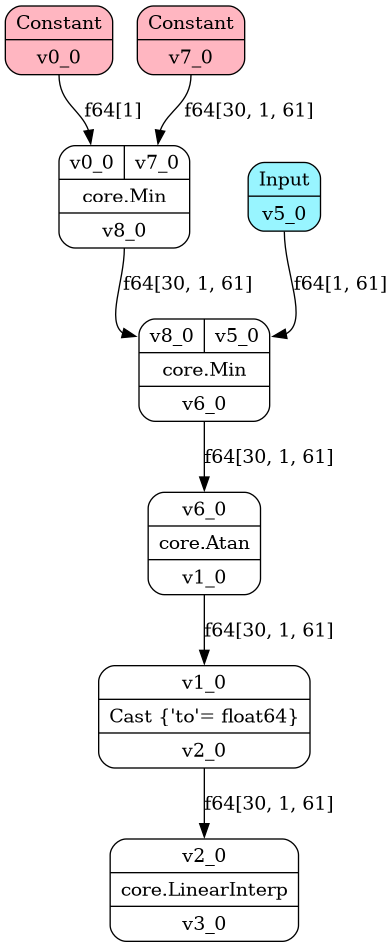 Constant
v0_0
Constant
v7_0
f64[1]
f64[30, 1, 61]
v0_0 v7_0
core.Min
v8_0
Input
v5_0
f64[30, 1, 61]
f64[1, 61]
v8_0 v5_0
core.Min
v6_0
f64[30, 1, 61]
v6_0
core.Atan
v1_0
f64[30, 1, 61]
v1_0
Cast {'to'= float64}
v2_0
f64[30, 1, 61]
v2_0
core.LinearInterp
v3_0